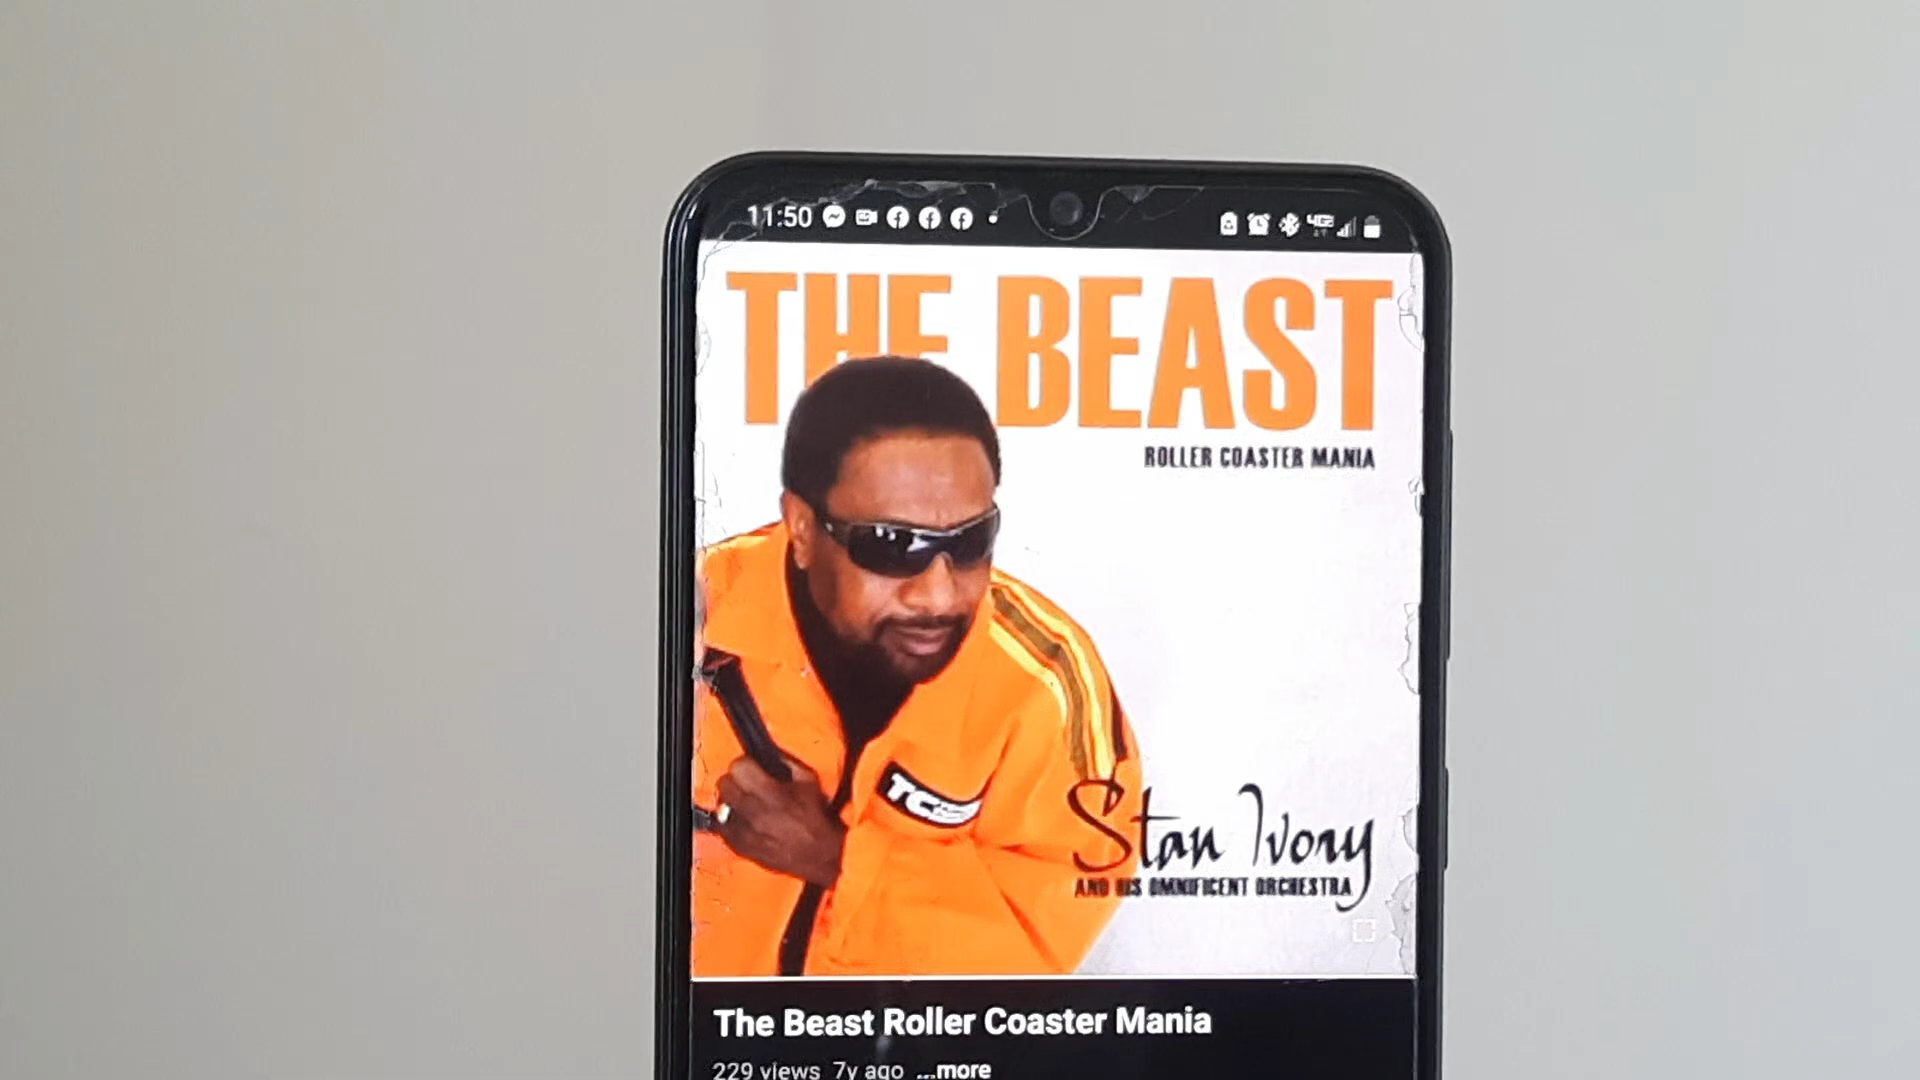 11:50
4GE
THE BEAST
ROLLER COASTER MANIA
Stan Ivory
AND HIS OMNIFICENT ORCHESTRA
The Beast Roller Coaster Mania
229 views 7y ago ...more